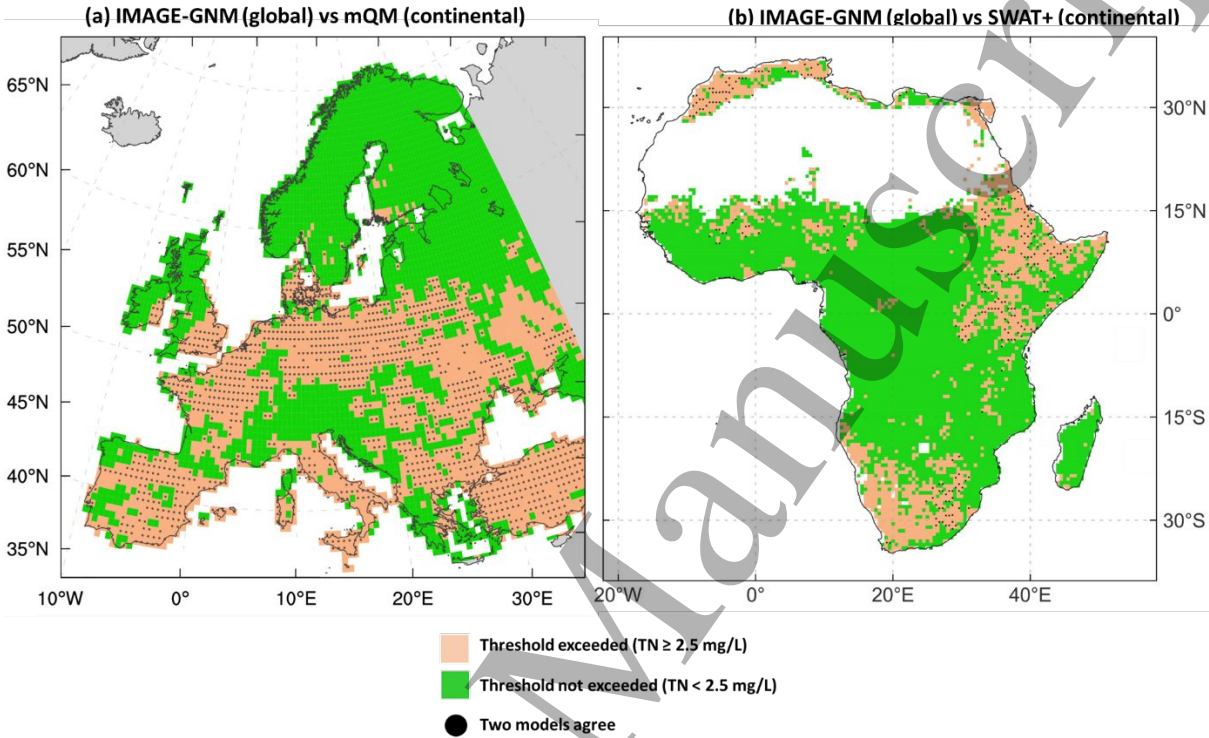 (a) IMAGE-GNM (global) vs mQM (continental)
(b) IMAGE-GNM (global) vs SWAT+ (continental)
65°N
60°N
55°N
50°N
45°N
40°N
35°N
10°W 0° 10°E 20°E 30°E
30°N
15°N
0°
15°S
30°S
20°W 0° 20°E 40°E
Threshold exceeded (TN ≥ 2.5 mg/L)
Threshold not exceeded (TN < 2.5 mg/L)
Two models agree
Manuscri